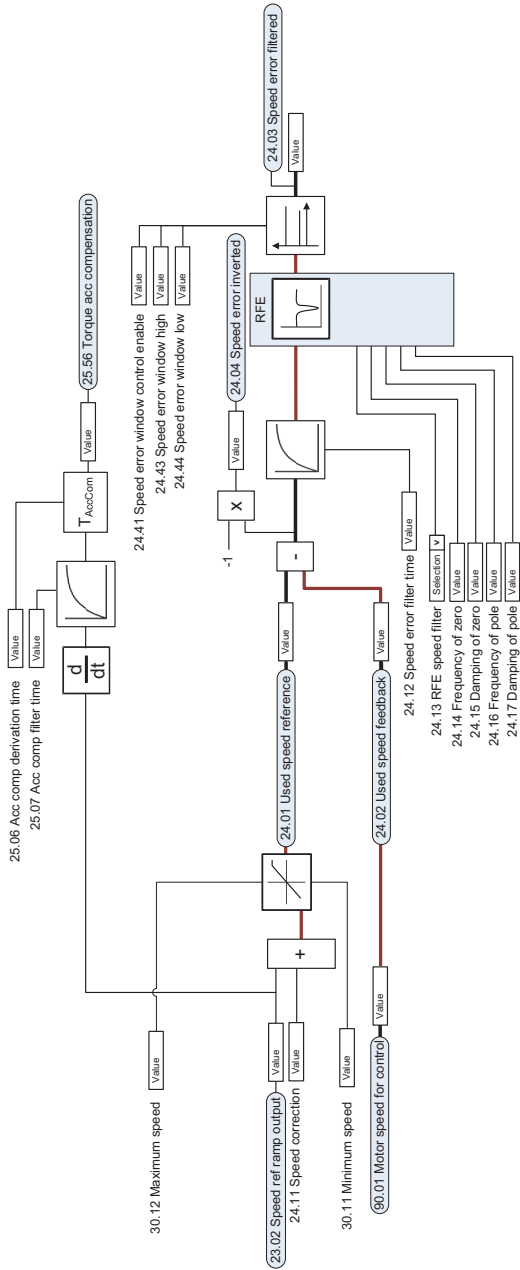 25.06 Acc comp derivation time
Value
25.07 Acc comp filter time
Value
d
dt
TAccCom
Value
25.56 Torque acc compensation
24.41 Speed error window control enable
Value
24.43 Speed error window high
Value
24.44 Speed error window low
Value
30.12 Maximum speed
Value
-1
x
Value
24.04 Speed error inverted
23.02 Speed ref ramp output
Value
24.11 Speed correction
Value
+
24.01 Used speed reference
Value
-
RFE
Value
24.03 Speed error filtered
30.11 Minimum speed
Value
90.01 Motor speed for control
Value
24.02 Used speed feedback
Value
24.12 Speed error filter time
Value
24.13 RFE speed filter
Selection
v
24.14 Frequency of zero
Value
24.15 Damping of zero
Value
24.16 Frequency of pole
Value
24.17 Damping of pole
Value